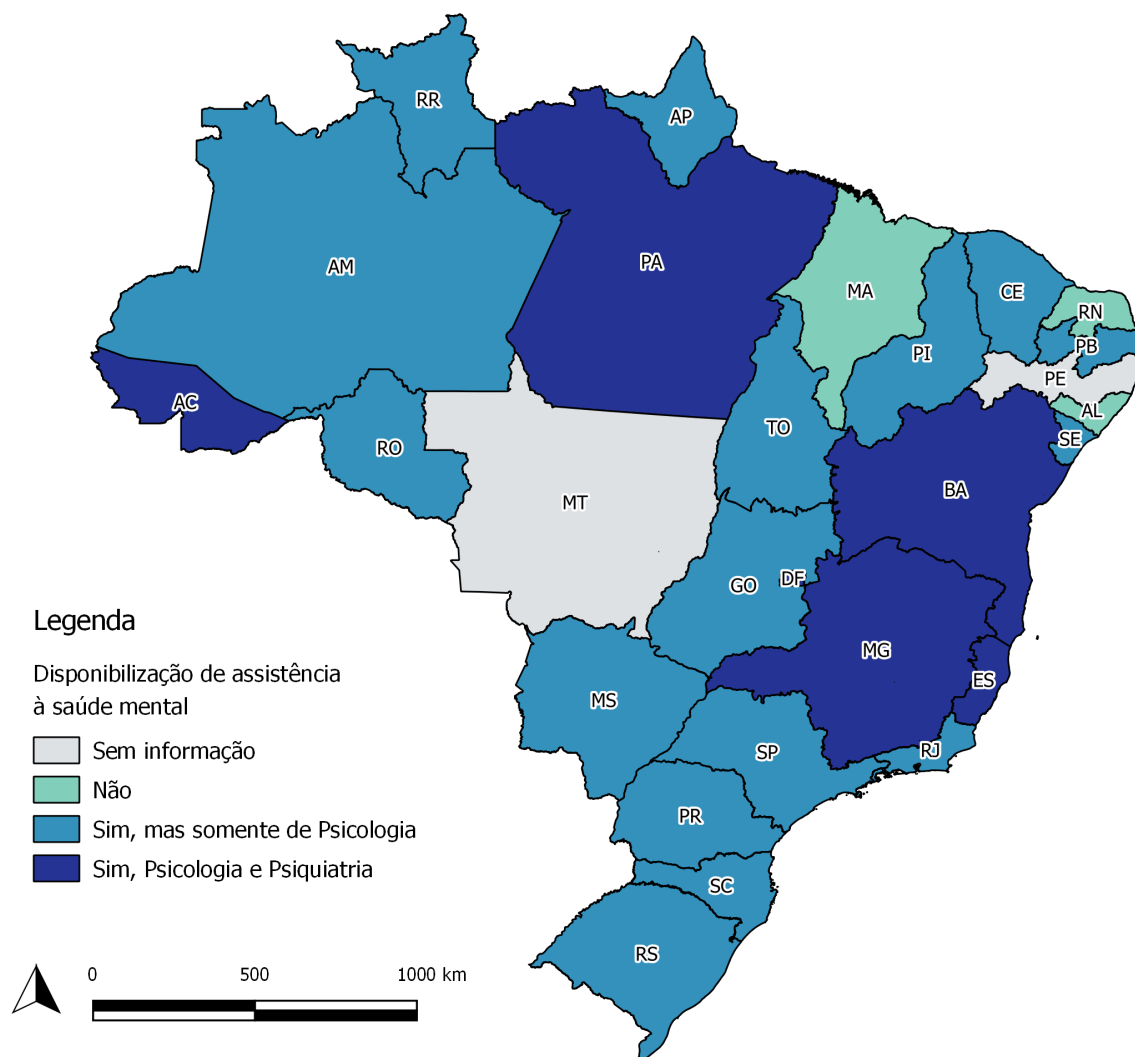 RR
AP
AM
PA
MA
CE
RN
PI
PB
PE
AC
AL
TO
SE
RO
BA
MT
GO
DF
MG
ES
MS
SP
RJ
PR
SC
RS
Legenda
Disponibilização de assistência
à saúde mental
Sem informação
Não
Sim, mas somente de Psicologia
Sim, Psicologia e Psiquiatria
0 500 1000 km